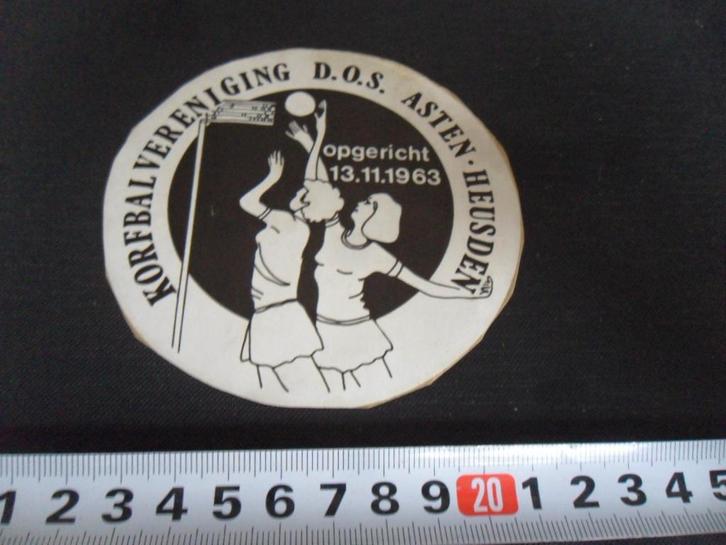 KORFBALVERENIGING D.O.S. ASTEN·HEUSDEN
opgericht
13.11.1963
1 2 3 4 5 6 7 8 9 20 1 2 3 4 5